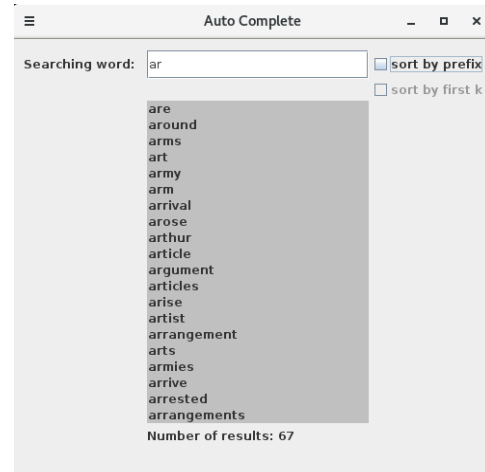 Auto Complete
Searching word: ar sort by prefix
sort by first k
are
around
arms
art
army
arm
arrival
arose
arthur
article
argument
articles
arise
artist
arrangement
arts
armies
arrive
arrested
arrangements
Number of results: 67